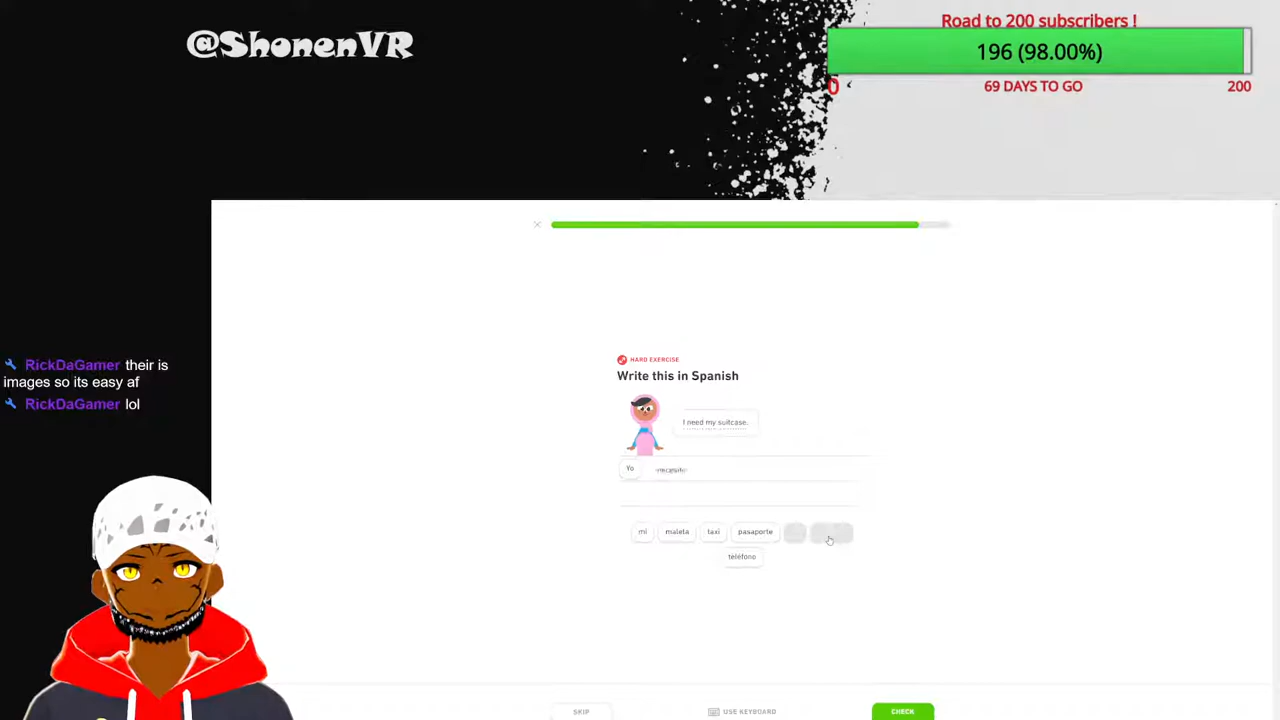 @ShonenVR
Road to 200 subscribers !
196 (98.00%)
0
69 DAYS TO GO
200
RickDaGamer their is
images so its easy af
RickDaGamer lol
HARD EXERCISE
Write this in Spanish
I need my suitcase.
Yo necesito
mi maleta taxi pasaporte
teléfono
SKIP
USE KEYBOARD
CHECK